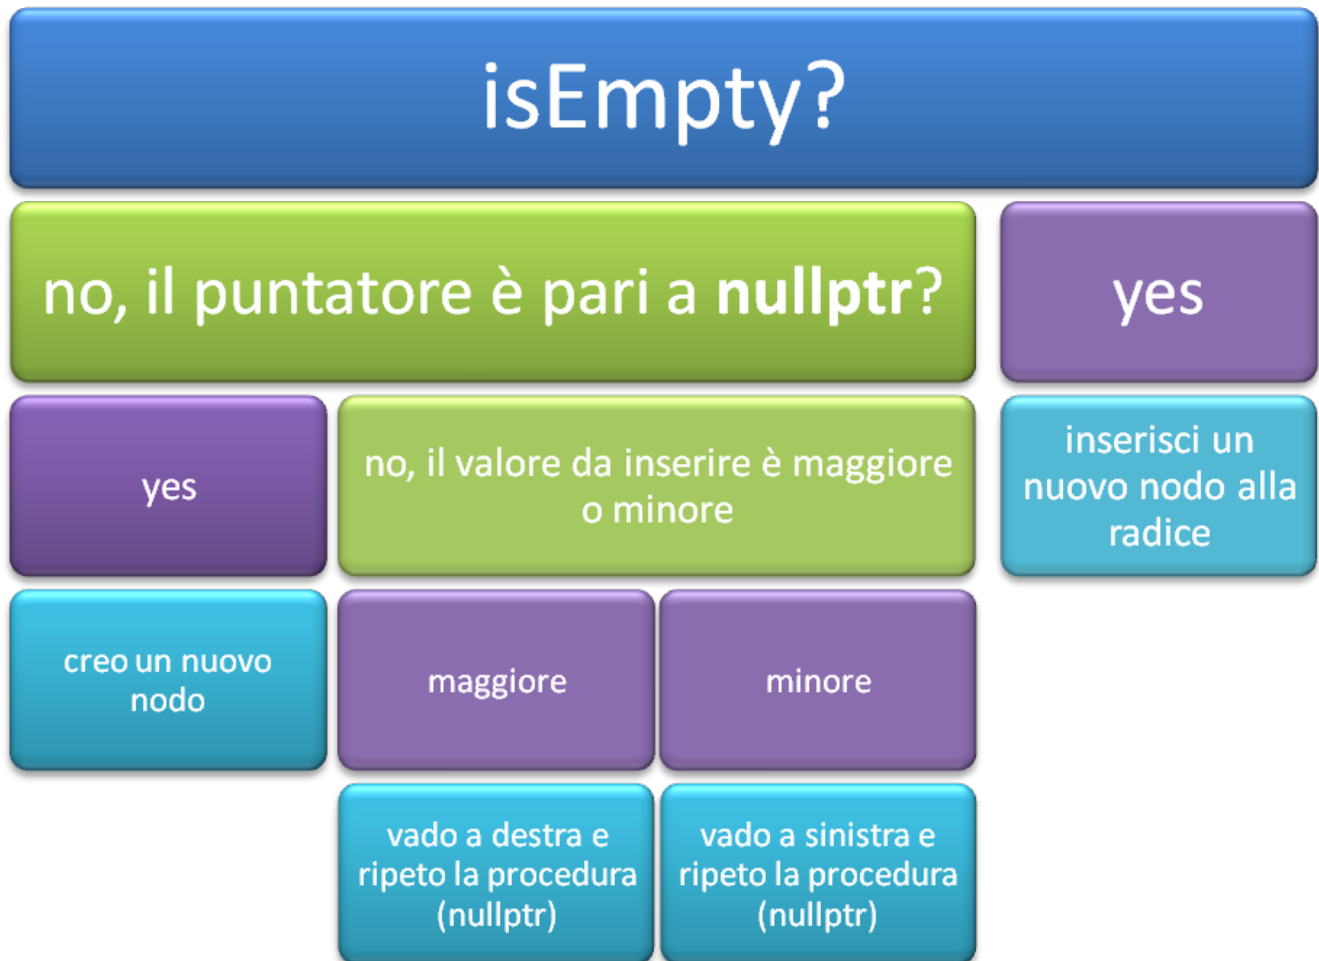 isEmpty?
no, il puntatore è pari a nullptr?
yes
yes
no, il valore da inserire è maggiore
o minore
inserisci un
nuovo nodo alla
radice
creo un nuovo
nodo
maggiore
minore
vado a destra e
ripeto la procedura
(nullptr)
vado a sinistra e
ripeto la procedura
(nullptr)